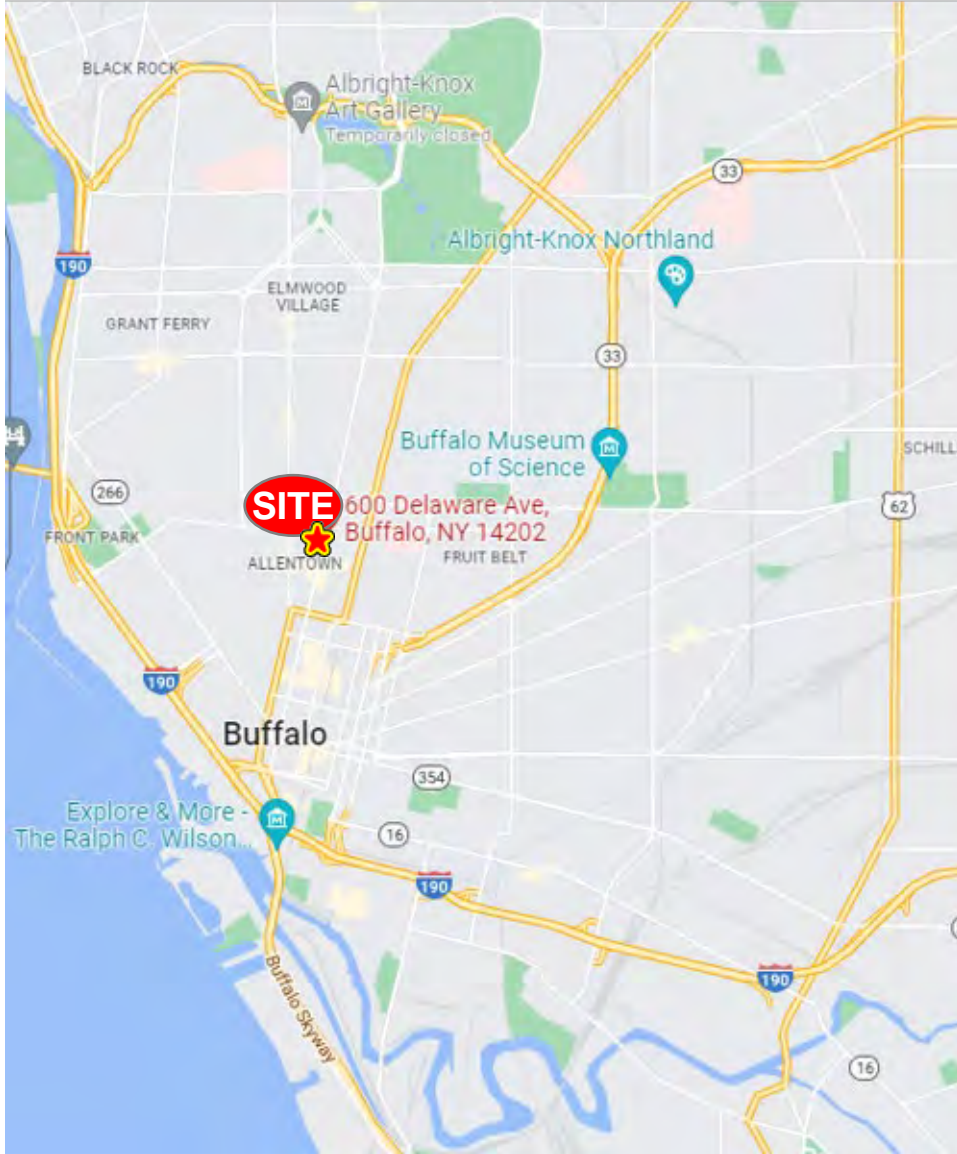 BLACK ROCK
Albright-Knox
Art Gallery
Temporarily closed
33
Albright-Knox Northland
190
ELMWOOD
VILLAGE
GRANT FERRY
33
Buffalo Museum
of Science
SCHILL
266
SITE
600 Delaware Ave,
Buffalo, NY 14202
62
FRONT PARK
ALLENTOWN
FRUIT BELT
190
Buffalo
354
Explore & More -
The Ralph C. Wilson...
16
190
Buffalo Skyway
190
16